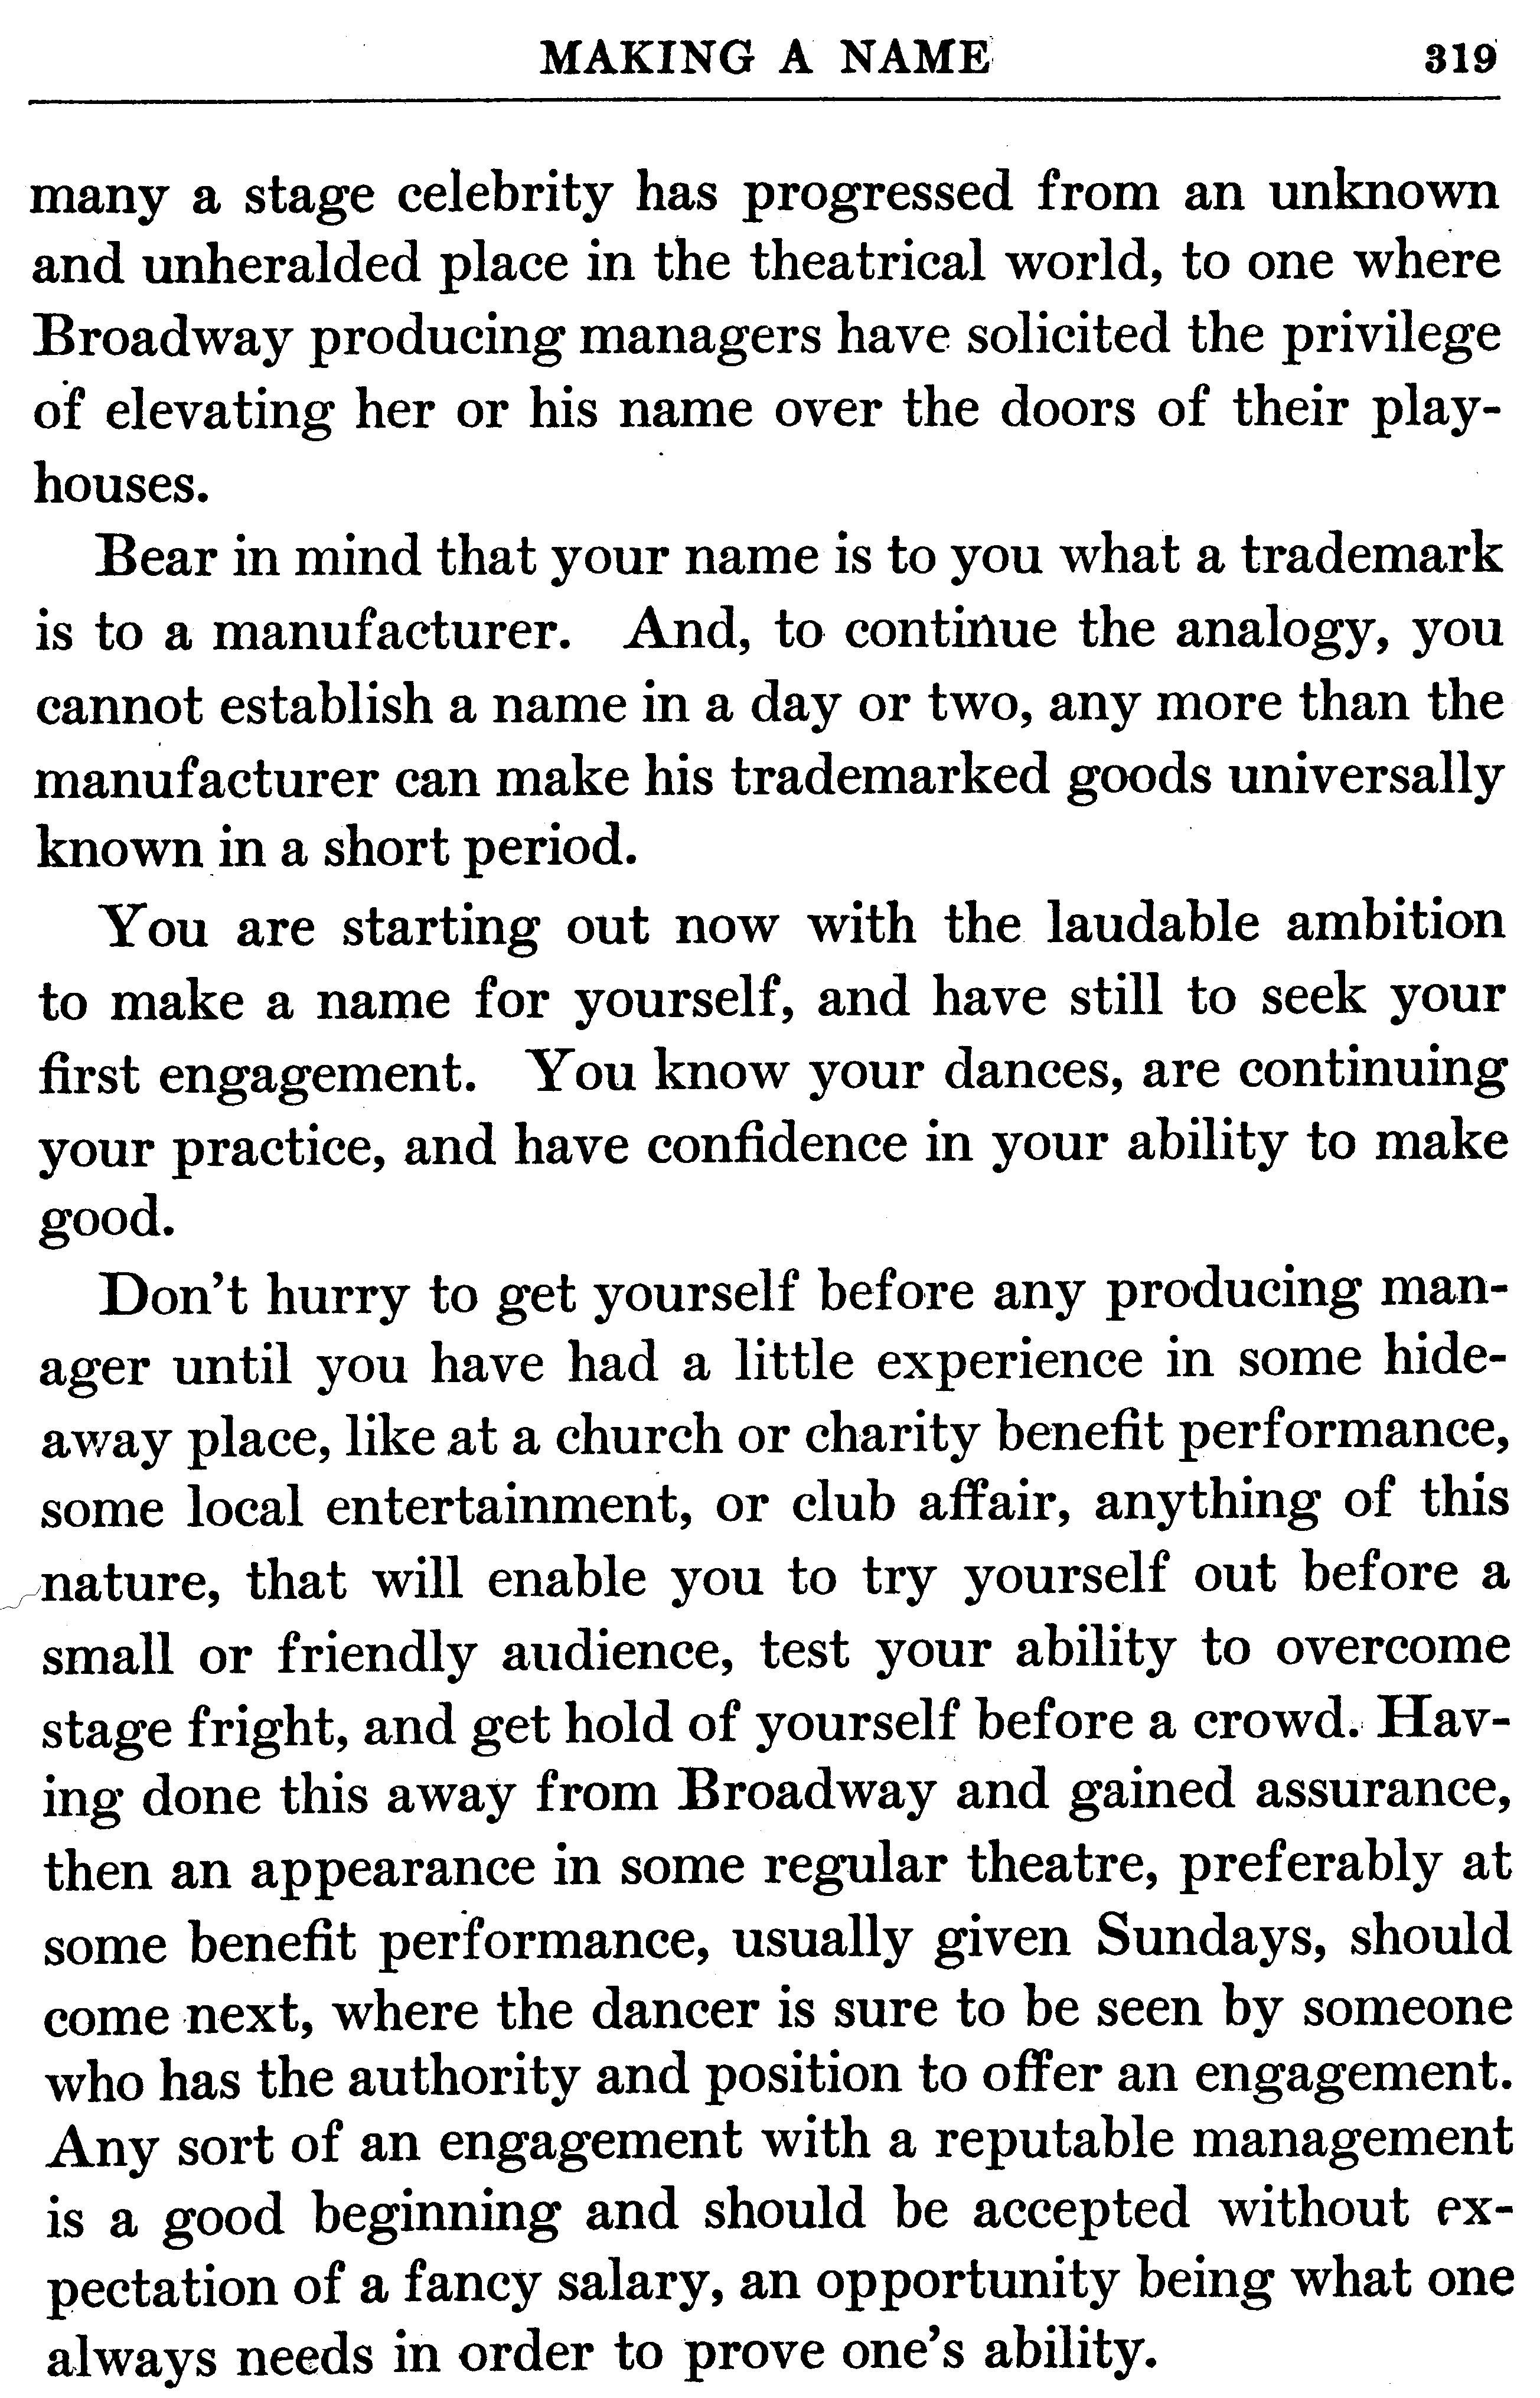 MAKING A NAME 319
many a stage celebrity has progressed from an unknown
and unheralded place in the theatrical world, to one where
Broadway producing managers have solicited the privilege
of elevating her or his name over the doors of their play-
houses.
Bear in mind that your name is to you what a trademark
is to a manufacturer. And, to continue the analogy, you
cannot establish a name in a day or two, any more than the
manufacturer can make his trademarked goods universally
known in a short period.
You are starting out now with the laudable ambition
to make a name for yourself, and have still to seek your
first engagement. You know your dances, are continuing
your practice, and have confidence in your ability to make
good.
Don't hurry to get yourself before any producing man-
ager until you have had a little experience in some hide-
away place, like at a church or charity benefit performance,
some local entertainment, or club affair, anything of this
nature, that will enable you to try yourself out before a
small or friendly audience, test your ability to overcome
stage fright, and get hold of yourself before a crowd. Hav-
ing done this away from Broadway and gained assurance,
then an appearance in some regular theatre, preferably at
some benefit performance, usually given Sundays, should
come next, where the dancer is sure to be seen by someone
who has the authority and position to offer an engagement.
Any sort of an engagement with a reputable management
is a good beginning and should be accepted without ex-
pectation of a fancy salary, an opportunity being what one
always needs in order to prove one's ability.